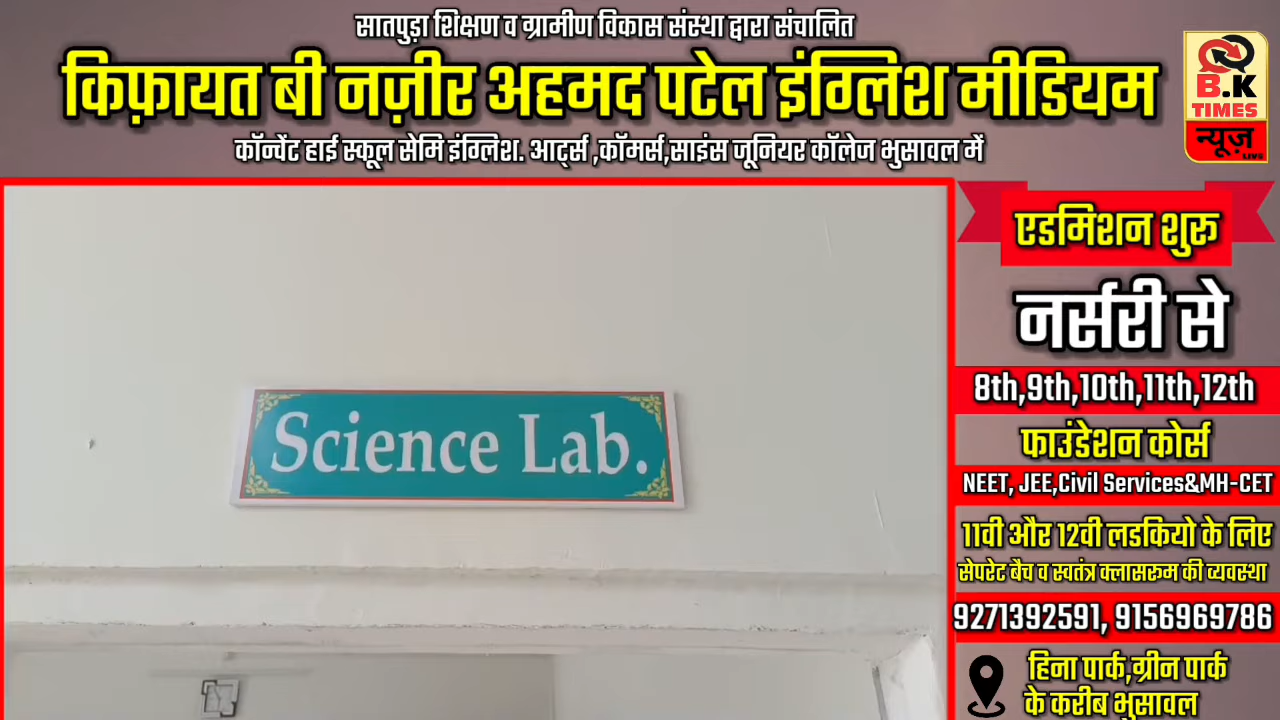 सातपुड़ा शिक्षण व ग्रामीण विकास संस्था द्वारा संचालित
किफ़ायत बी नज़ीर अहमद पटेल इंग्लिश मीडियम
कॉन्वेंट हाई स्कूल सेमि इंग्लिश. आर्ट्स ,कॉमर्स,साइंस जूनियर कॉलेज भुसावल में
B.K
TIMES
न्यूज़
LIVE
एडमिशन शुरू
नर्सरी से
8th,9th,10th,11th,12th
फाउंडेशन कोर्स
NEET, JEE,Civil Services&MH-CET
11वी और 12वी लडकियो के लिए
सेपरेट बैच व स्वतंत्र क्लासरूम की व्यवस्था
9271392591, 9156969786
हिना पार्क,ग्रीन पार्क
के करीब भुसावल
Science Lab.